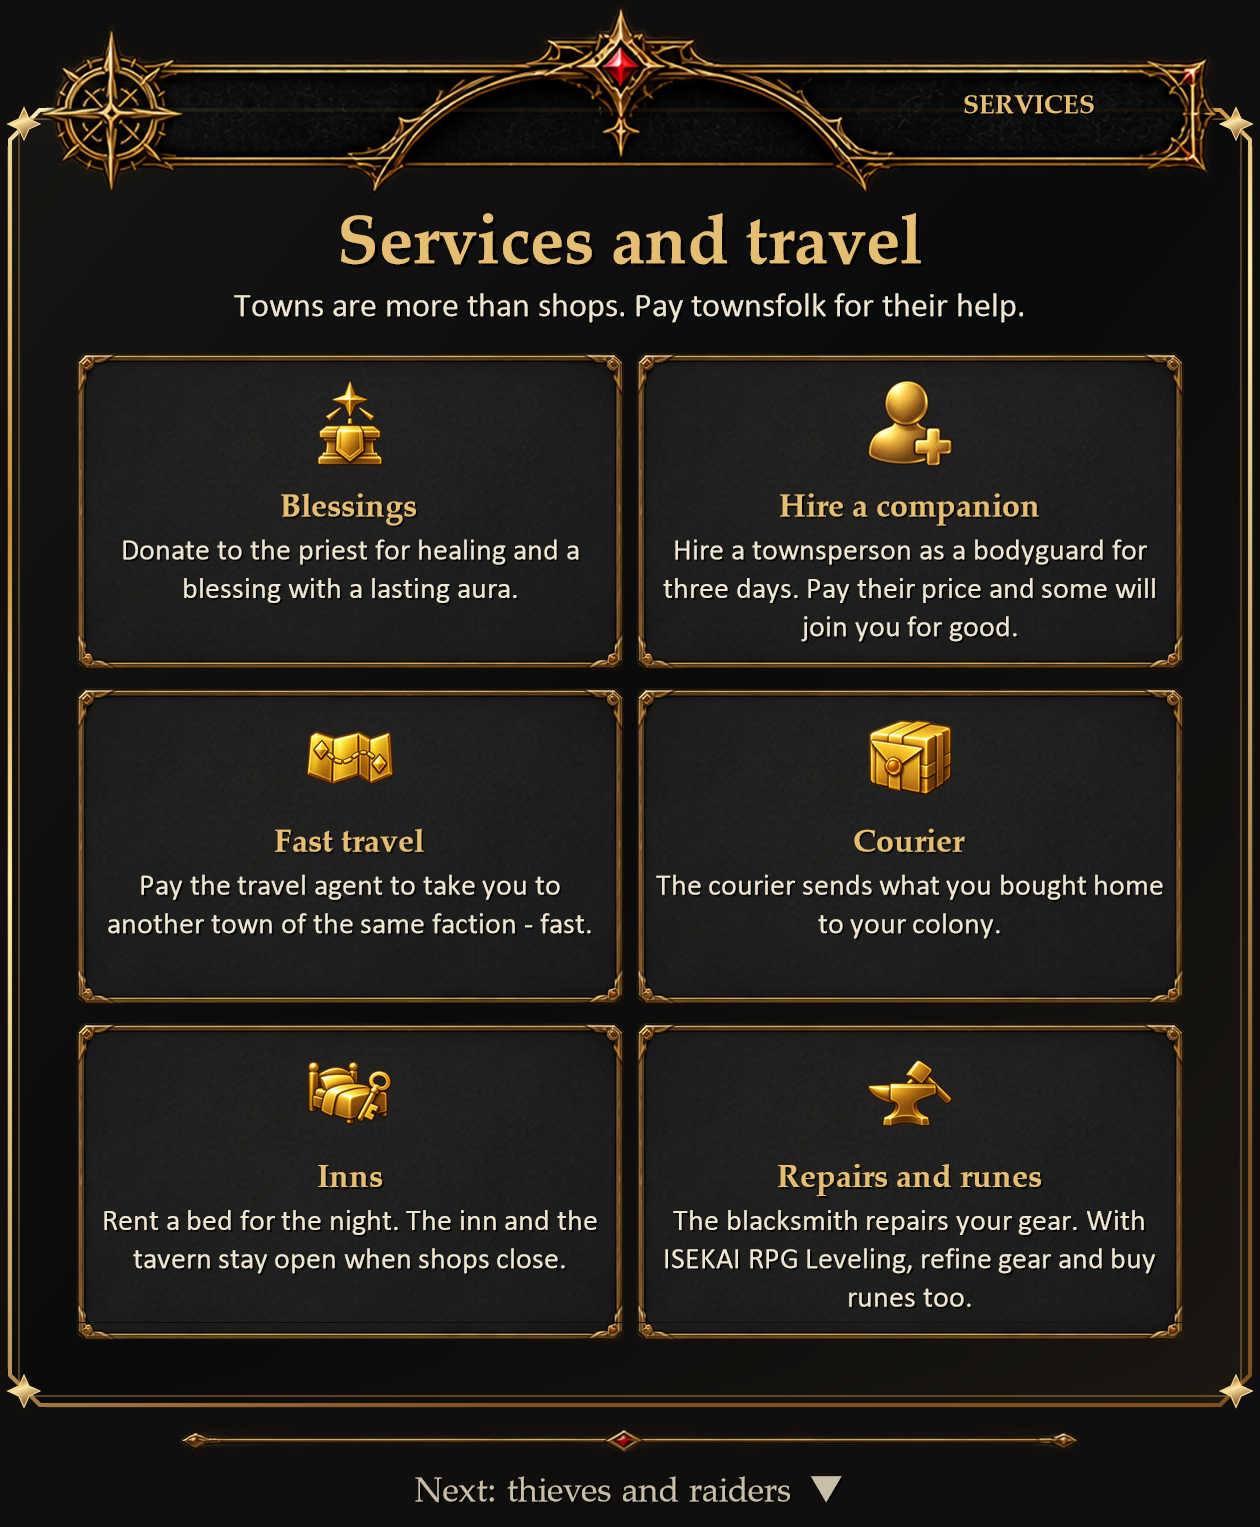 SERVICES
Services and travel
Towns are more than shops. Pay townsfolk for their help.
Blessings
Donate to the priest for healing and a
blessing with a lasting aura.
Hire a companion
Hire a townsperson as a bodyguard for
three days. Pay their price and some will
join you for good.
Fast travel
Pay the travel agent to take you to
another town of the same faction - fast.
Courier
The courier sends what you bought home
to your colony.
Inns
Rent a bed for the night. The inn and the
tavern stay open when shops close.
Repairs and runes
The blacksmith repairs your gear. With
ISEKAI RPG Leveling, refine gear and buy
runes too.
Next: thieves and raiders